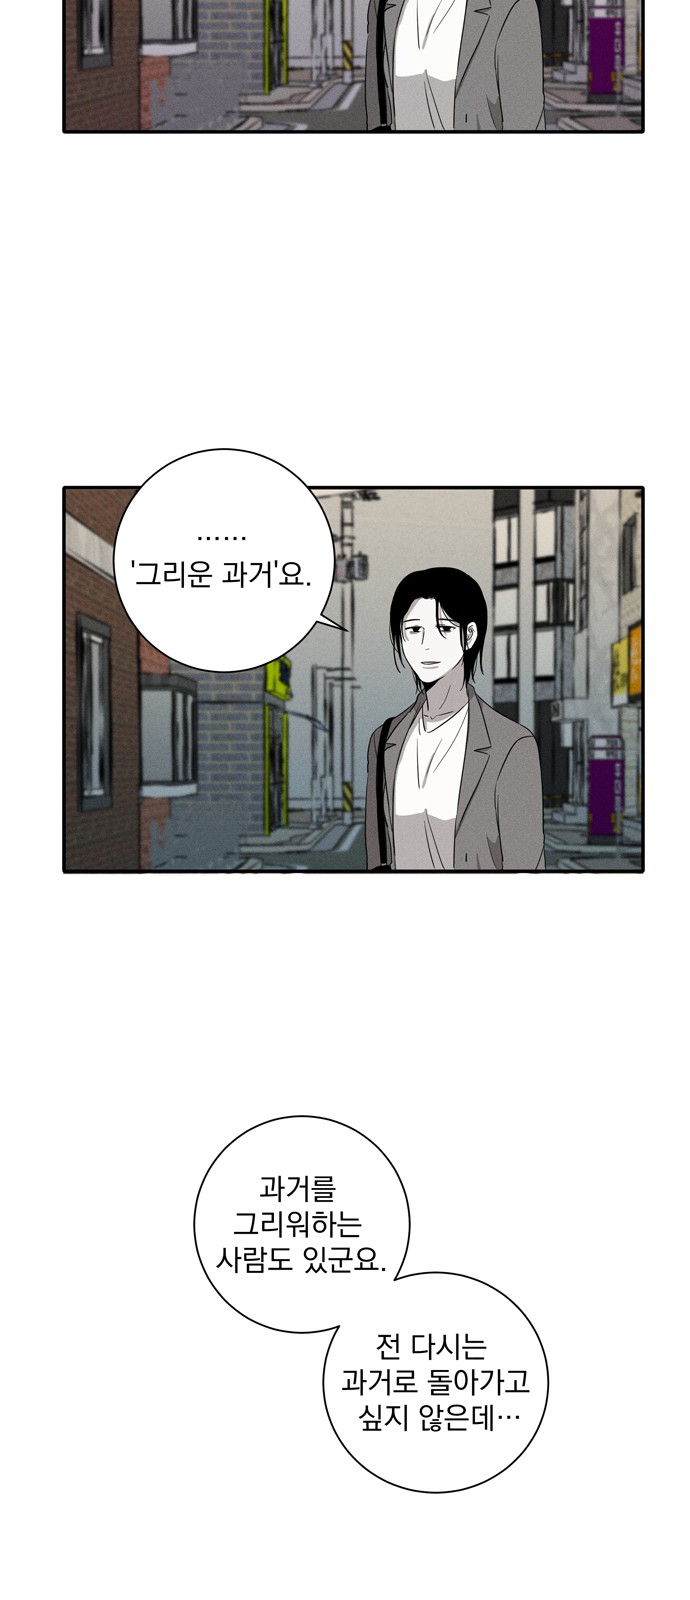 ……
'그리운 과거'요.
과거를
그리워하는
사람도 있군요.
전 다시는
과거로 돌아가고
싶지 않은데…